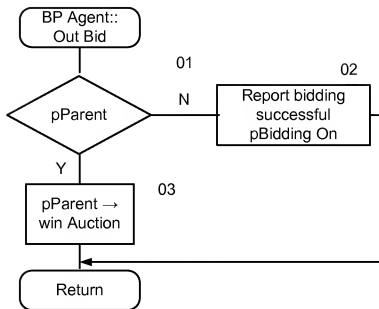 BP Agent::
Out Bid
01
02
pParent
N
Report bidding
successful
pBidding On
Y
03
pParent →
win Auction
Return